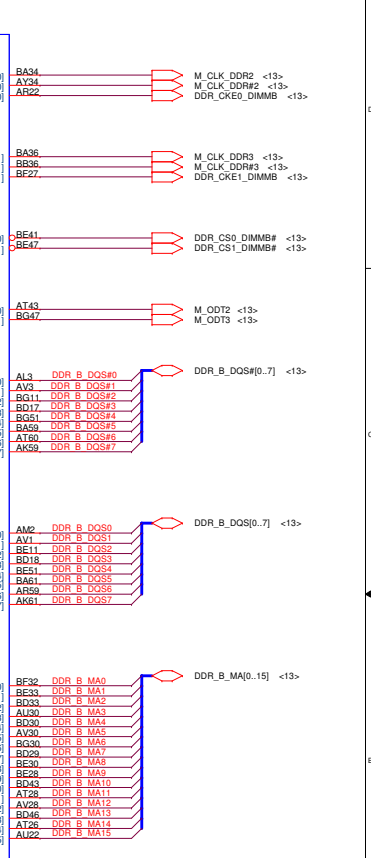 BA34 M_CLK_DDR2 <13>
AY34 M_CLK_DDR#2 <13>
AR22 DDR_CKE0_DIMMB <13>
BA36 M_CLK_DDR3 <13>
BB36 M_CLK_DDR#3 <13>
BF27 DDR_CKE1_DIMMB <13>
BE41 DDR_CS0_DIMMB# <13>
BE47 DDR_CS1_DIMMB# <13>
AT43 M_ODT2 <13>
BG47 M_ODT3 <13>
DDR_B_DQS#[0..7] <13>
AL3 DDR_B_DQS#0
AV3 DDR_B_DQS#1
BG11 DDR_B_DQS#2
BD17 DDR_B_DQS#3
BG51 DDR_B_DQS#4
BA59 DDR_B_DQS#5
AT60 DDR_B_DQS#6
AK59 DDR_B_DQS#7
DDR_B_DQS[0..7] <13>
AM2 DDR_B_DQS0
AV1 DDR_B_DQS1
BE11 DDR_B_DQS2
BD18 DDR_B_DQS3
BE51 DDR_B_DQS4
BA61 DDR_B_DQS5
AR59 DDR_B_DQS6
AK61 DDR_B_DQS7
DDR_B_MA[0..15] <13>
BF32 DDR_B_MA0
BE33 DDR_B_MA1
BD33 DDR_B_MA2
AU30 DDR_B_MA3
BD30 DDR_B_MA4
AV30 DDR_B_MA5
BG30 DDR_B_MA6
BD29 DDR_B_MA7
BE30 DDR_B_MA8
BE28 DDR_B_MA9
BD43 DDR_B_MA10
AT28 DDR_B_MA11
AV28 DDR_B_MA12
BD46 DDR_B_MA13
AT26 DDR_B_MA14
AU22 DDR_B_MA15